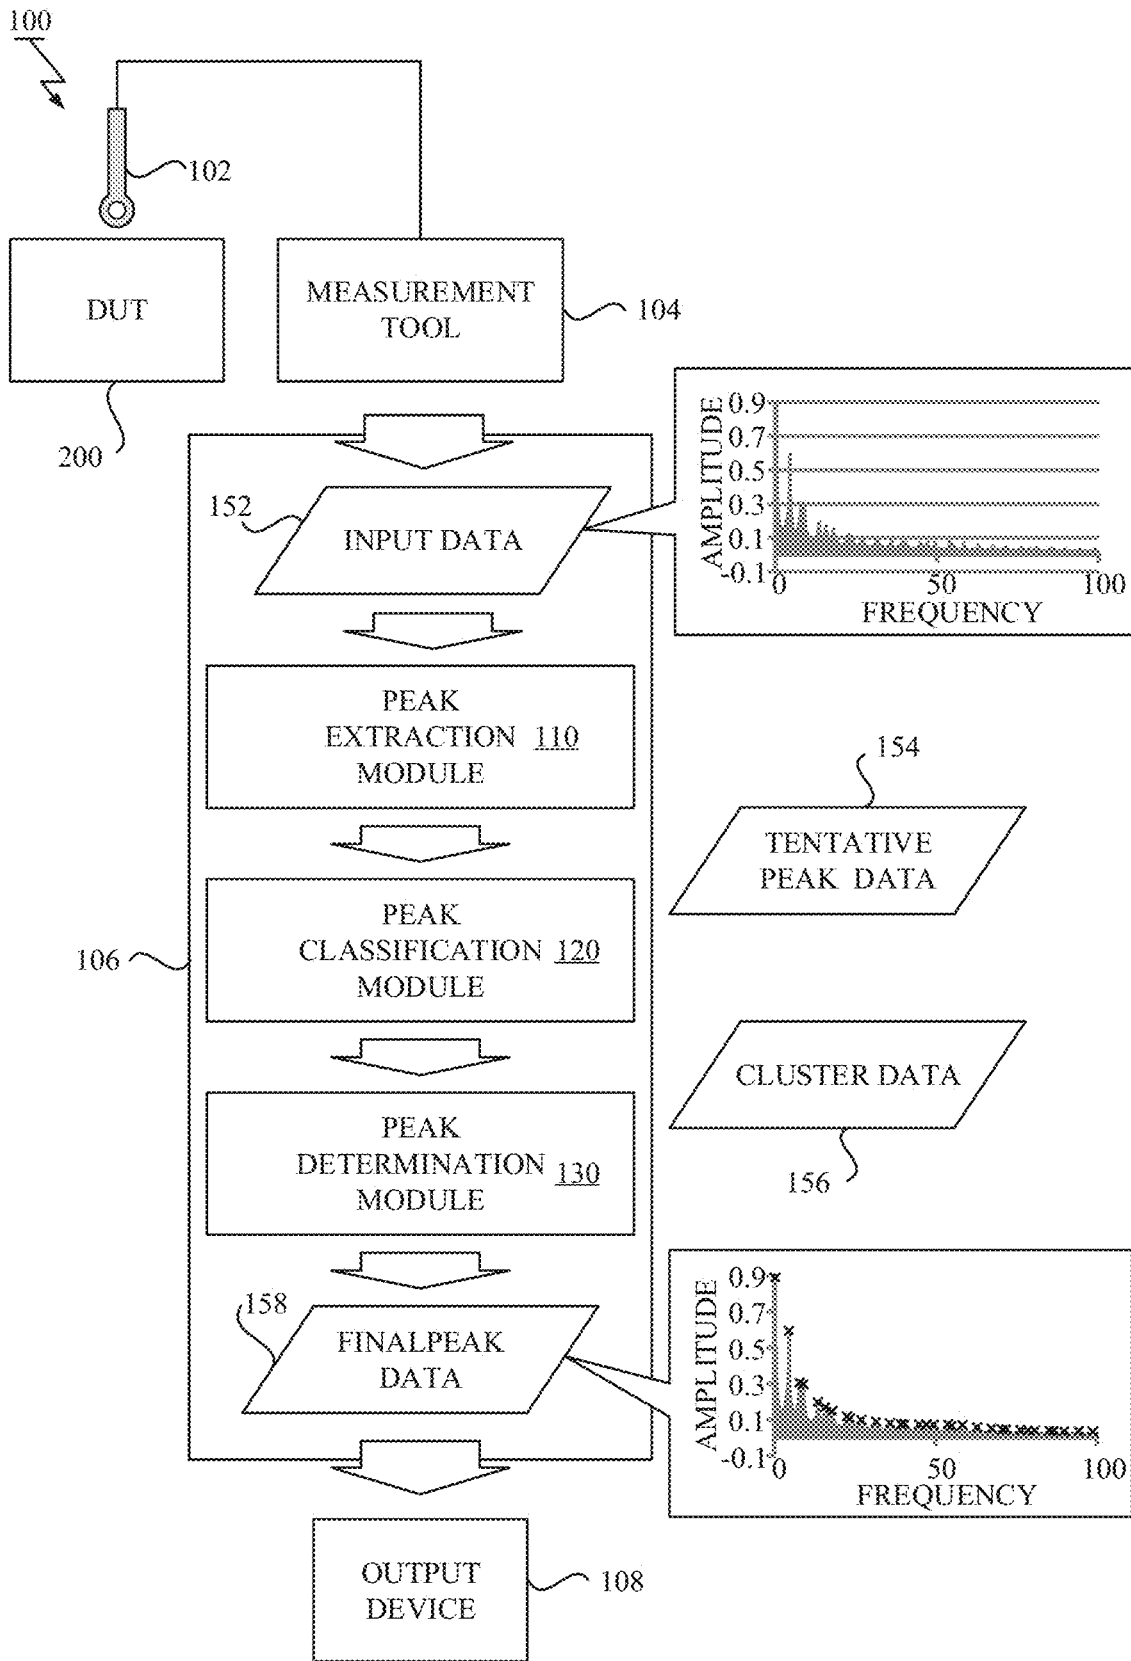 100
102
DUT
MEASUREMENT
TOOL
104
200
0.9
0.7
0.5
0.3
0.1
-0.1
AMPLITUDE
0 50 100
FREQUENCY
152
INPUT DATA
PEAK
EXTRACTION 110
MODULE
154
TENTATIVE
PEAK DATA
PEAK
CLASSIFICATION 120
MODULE
106
CLUSTER DATA
156
PEAK
DETERMINATION 130
MODULE
158
FINALPEAK
DATA
0.9
0.7
0.5
0.3
0.1
-0.1
AMPLITUDE
0 50 100
FREQUENCY
OUTPUT
DEVICE
108